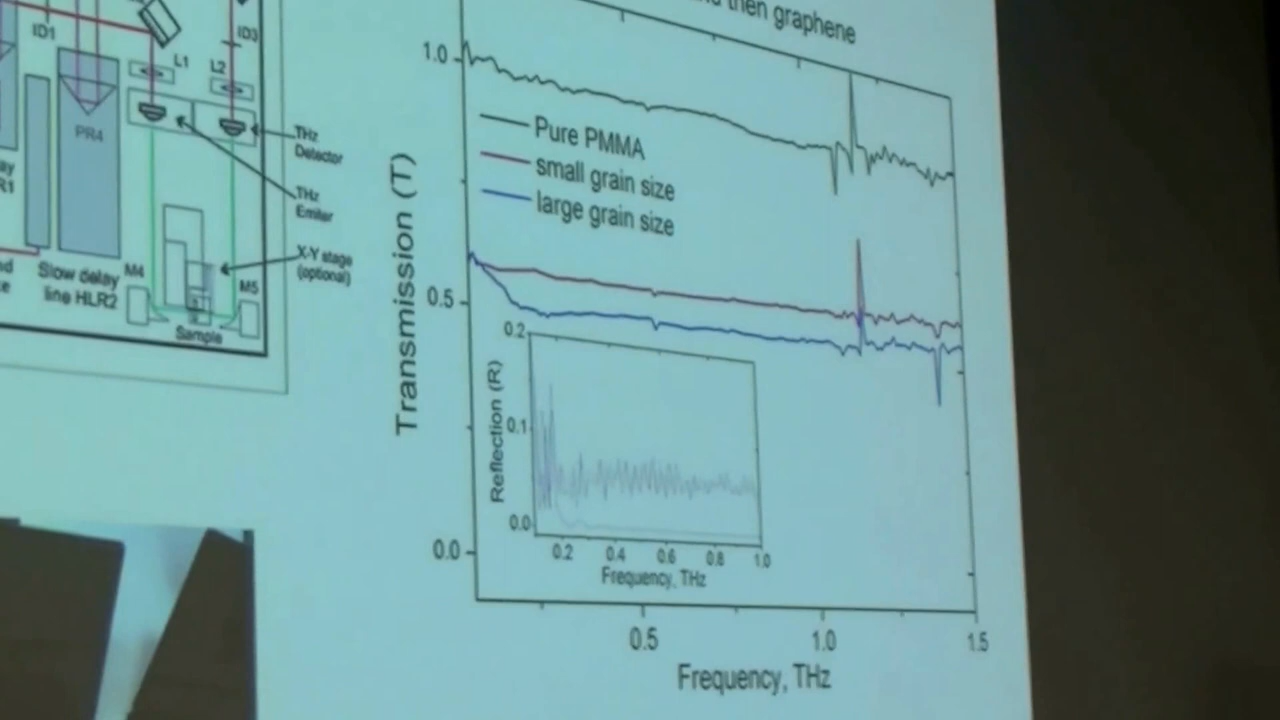 ID1
ID3
L1
L2
PR4
THz
Detector
THz
Emitter
X-Y stage
(optional)
R1
Slow delay
line HLR2
M4
M5
Sample
then graphene
1.0
0.5
0.0
Transmission (T)
Pure PMMA
small grain size
large grain size
0.2
0.1
0.0
Reflection (R)
0.2 0.4 0.6 0.8 1.0
Frequency, THz
0.5 1.0 1.5
Frequency, THz